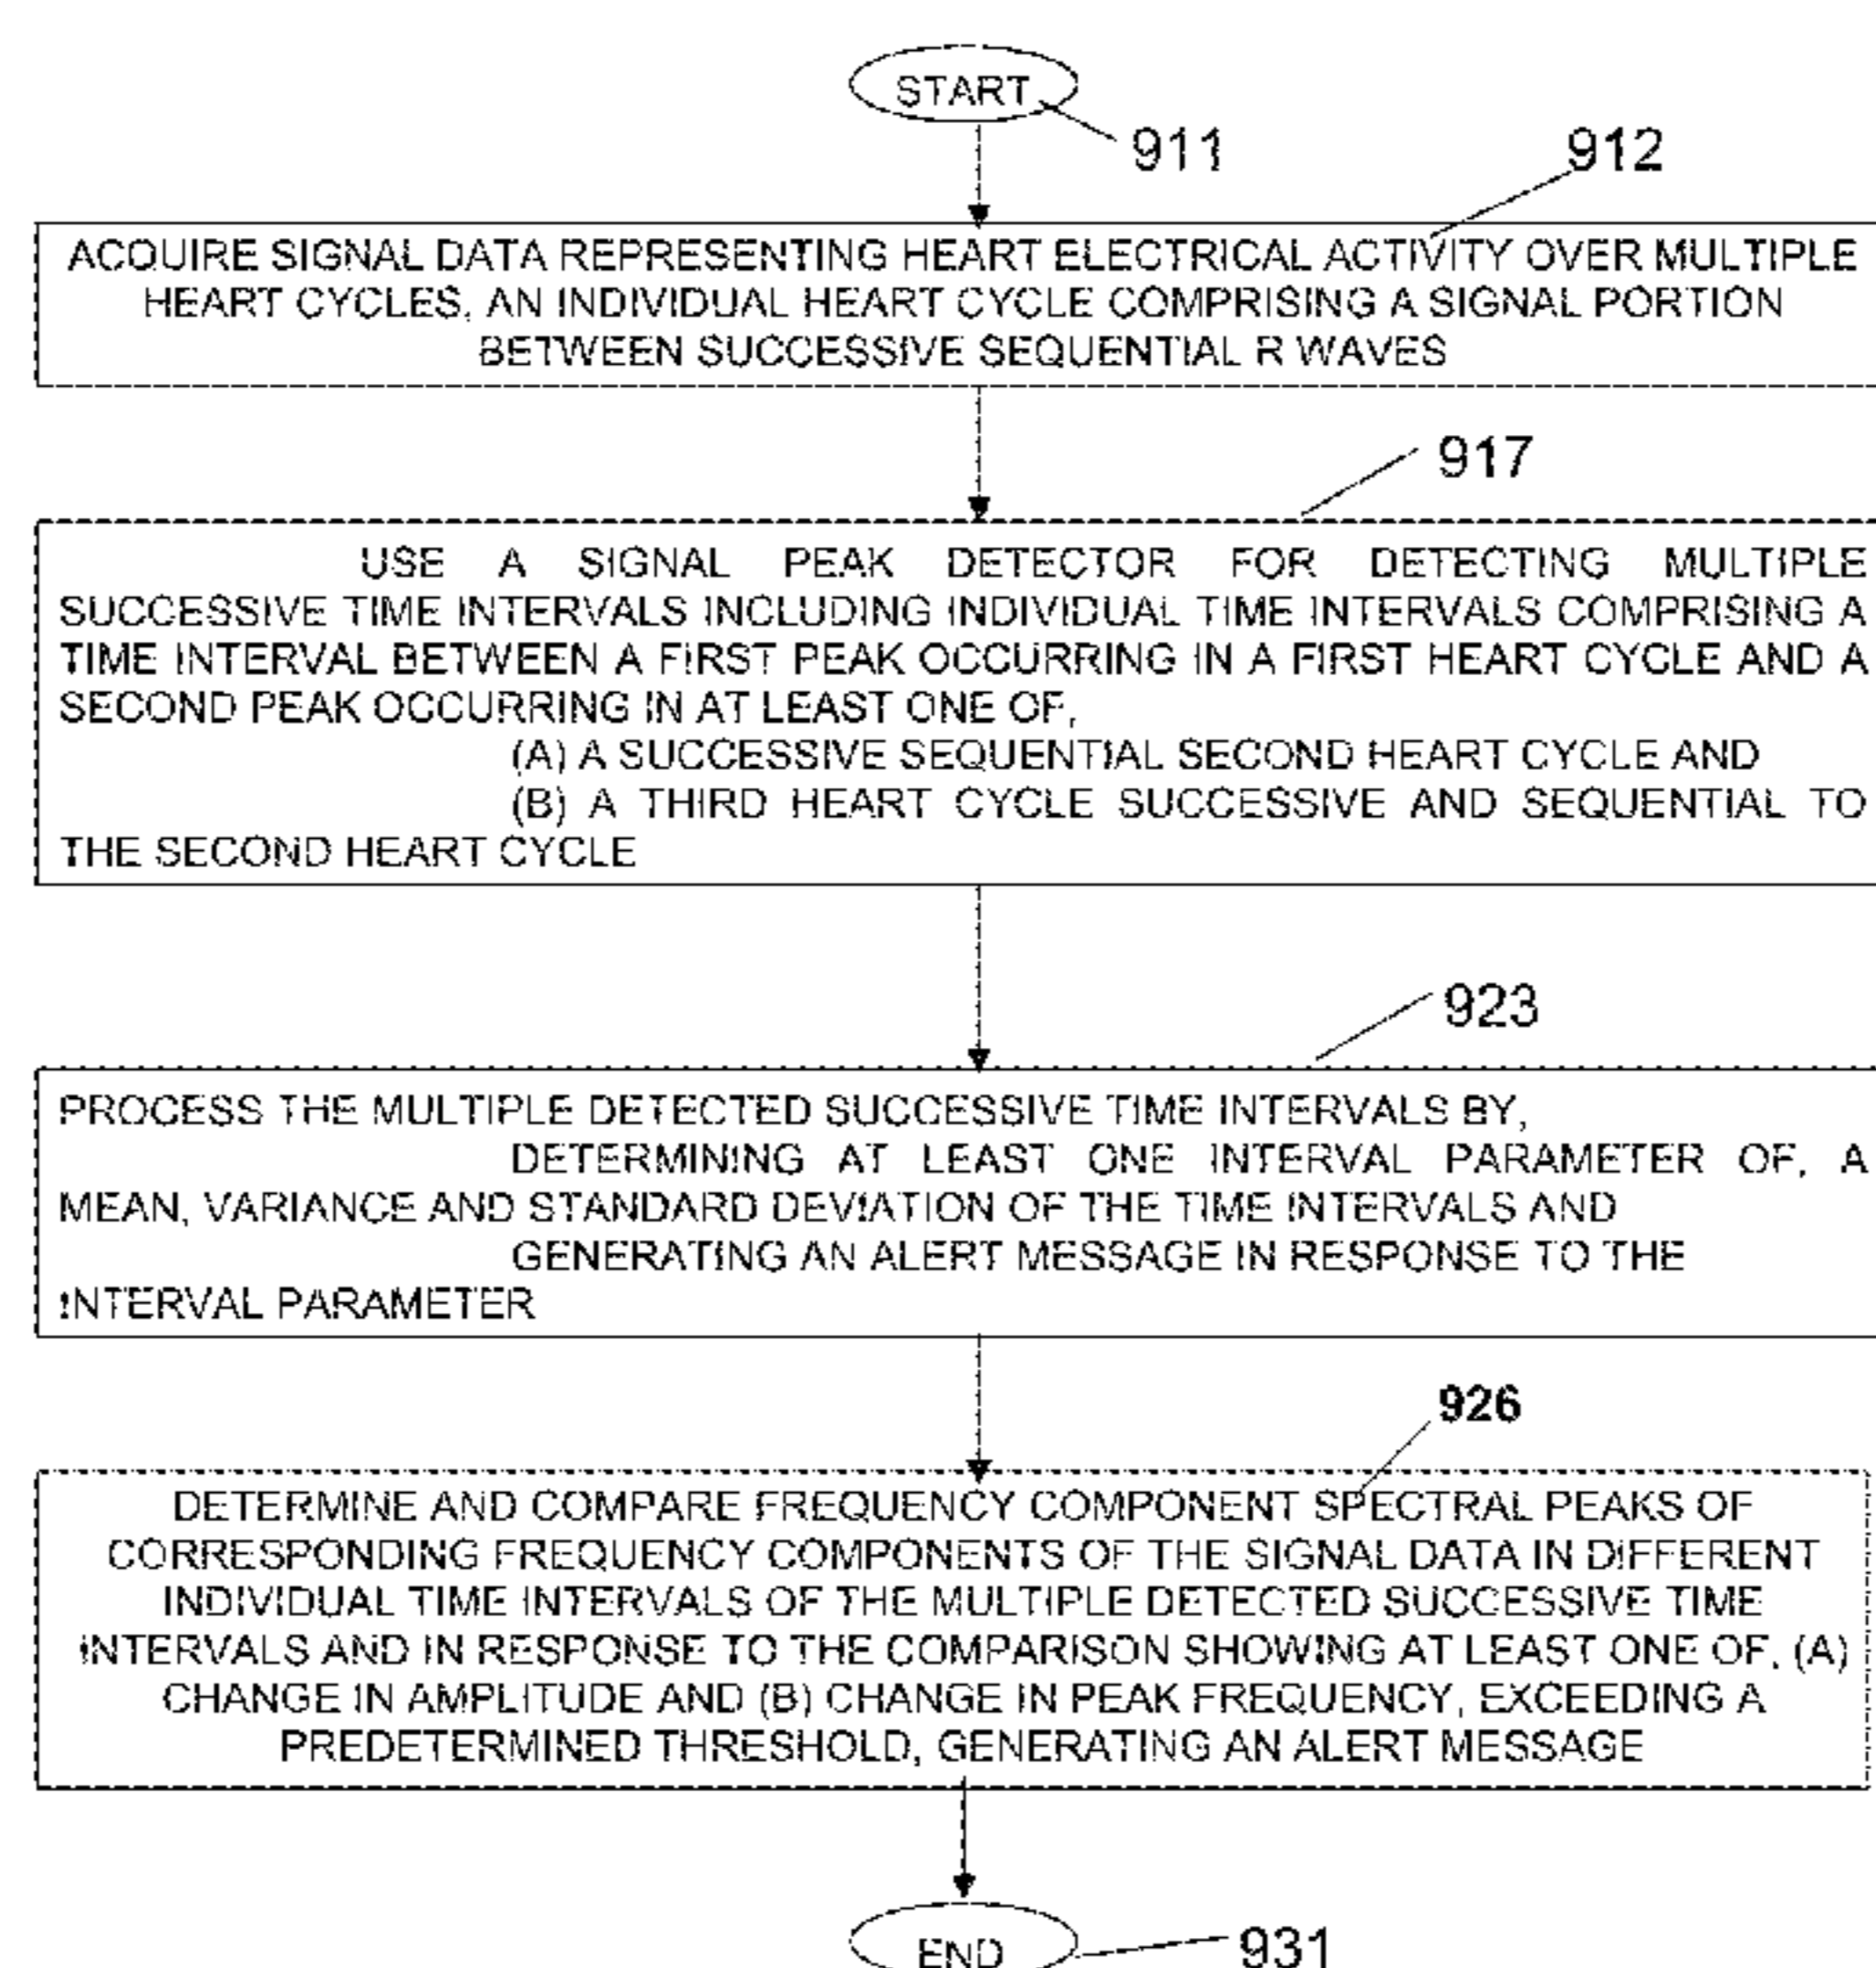 START
911
912
ACQUIRE SIGNAL DATA REPRESENTING HEART ELECTRICAL ACTIVITY OVER MULTIPLE
HEART CYCLES, AN INDIVIDUAL HEART CYCLE COMPRISING A SIGNAL PORTION
BETWEEN SUCCESSIVE SEQUENTIAL R WAVES
917
USE A SIGNAL PEAK DETECTOR FOR DETECTING MULTIPLE
SUCCESSIVE TIME INTERVALS INCLUDING INDIVIDUAL TIME INTERVALS COMPRISING A
TIME INTERVAL BETWEEN A FIRST PEAK OCCURRING IN A FIRST HEART CYCLE AND A
SECOND PEAK OCCURRING IN AT LEAST ONE OF,
(A) A SUCCESSIVE SEQUENTIAL SECOND HEART CYCLE AND
(B) A THIRD HEART CYCLE SUCCESSIVE AND SEQUENTIAL TO
THE SECOND HEART CYCLE
923
PROCESS THE MULTIPLE DETECTED SUCCESSIVE TIME INTERVALS BY,
DETERMINING AT LEAST ONE INTERVAL PARAMETER OF, A
MEAN, VARIANCE AND STANDARD DEVIATION OF THE TIME INTERVALS AND
GENERATING AN ALERT MESSAGE IN RESPONSE TO THE
INTERVAL PARAMETER
926
DETERMINE AND COMPARE FREQUENCY COMPONENT SPECTRAL PEAKS OF
CORRESPONDING FREQUENCY COMPONENTS OF THE SIGNAL DATA IN DIFFERENT
INDIVIDUAL TIME INTERVALS OF THE MULTIPLE DETECTED SUCCESSIVE TIME
INTERVALS AND IN RESPONSE TO THE COMPARISON SHOWING AT LEAST ONE OF, (A)
CHANGE IN AMPLITUDE AND (B) CHANGE IN PEAK FREQUENCY, EXCEEDING A
PREDETERMINED THRESHOLD, GENERATING AN ALERT MESSAGE
END
931